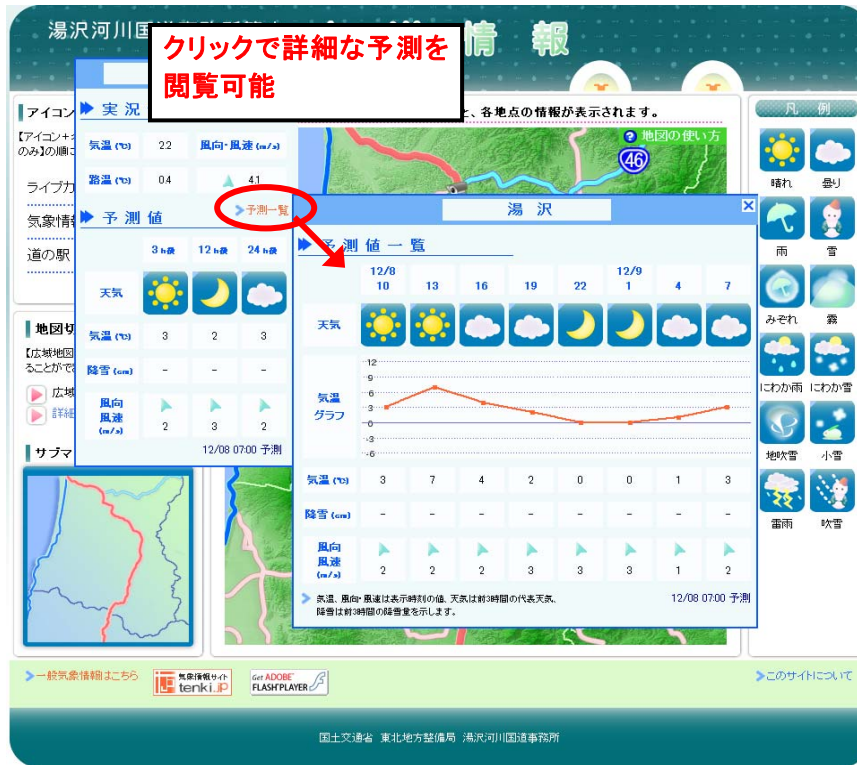 湯沢河川国
情報
クリックで詳細な予測を
閲覧可能
アイコン
【アイコン+
のみ】の順に
ライブカ
気象情報
道の駅
と、各地点の情報が表示されます。
地図の使い方
46
実況
気温(℃) 2.2 風向・風速(m/s)
路温(℃) 0.4 4.1
予測値
予測一覧
3h後 12h後 24h後
天気
気温(℃) 3 2 3
降雪(cm) - - -
風向
風速
(m/s) 2 3 2
12/08 07:00 予測
湯沢
予測値一覧
12/8 12/9
10 13 16 19 22 1 4 7
天気
気温
グラフ
12
9
6
3
0
-3
-6
気温(℃) 3 7 4 2 0 0 1 3
降雪(cm) - - - - - - - -
風向
風速
(m/s) 2 2 2 3 3 3 1 2
気温、風向・風速は表示時刻の値、天気は前3時間の代表天気、
降雪は前3時間の降雪量を示します。
12/08 07:00 予測
凡例
晴れ 曇り
雨 雪
みぞれ 霧
にわか雨 にわか雪
地吹雪 小雪
雷雨 吹雪
地図切
【広域地図
ることがで
広域
詳細
サブマ
一般気象情報はこちら
気象情報サイト
tenki.jp
Get ADOBE
FLASH PLAYER
このサイトについて
国土交通省 東北地方整備局 湯沢河川国道事務所